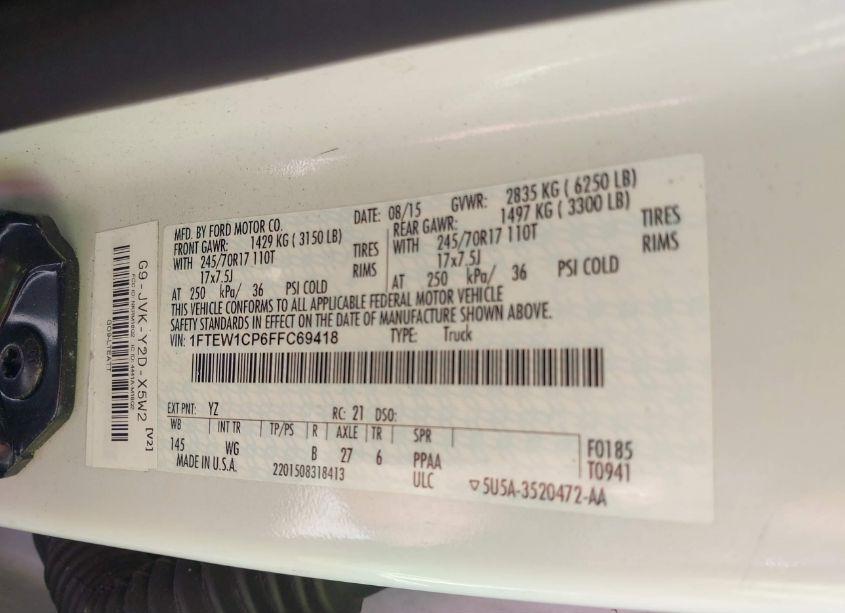 MFD. BY FORD MOTOR CO.
DATE: 08/15 GVWR: 2835 KG ( 6250 LB)
FRONT GAWR: 1429 KG ( 3150 LB)
REAR GAWR: 1497 KG ( 3300 LB)
WITH 245/70R17 110T TIRES
WITH 245/70R17 110T TIRES
17x7.5J RIMS
17x7.5J RIMS
AT 250 kPa/ 36 PSI COLD
AT 250 kPa/ 36 PSI COLD
THIS VEHICLE CONFORMS TO ALL APPLICABLE FEDERAL MOTOR VEHICLE
SAFETY STANDARDS IN EFFECT ON THE DATE OF MANUFACTURE SHOWN ABOVE.
VIN: 1FTEW1CP6FFC69418 TYPE: Truck
EXT PNT: YZ RC: 21 DSO:
WB INT TR TP/PS R AXLE TR SPR
145 WG B 27 6 PPAA F0185
MADE IN U.S.A. 2201508318413 ULC T0941
5U5A-3520472-AA
G9-JVK-Y2D-X5W2 [V2]
GO9-LTEATT